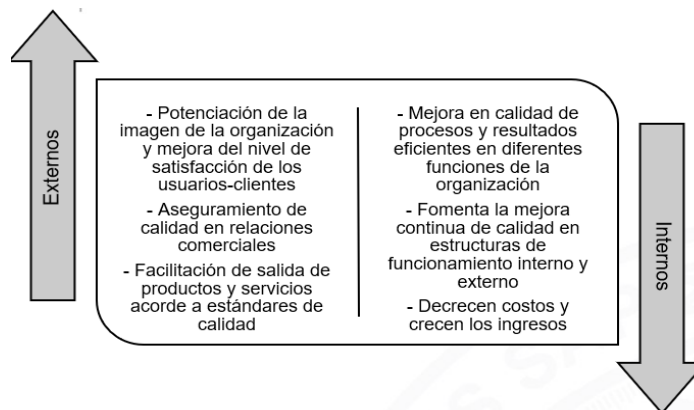 Externos
- Potenciación de la
imagen de la organización
y mejora del nivel de
satisfacción de los
usuarios-clientes
- Aseguramiento de
calidad en relaciones
comerciales
- Facilitación de salida de
productos y servicios
acorde a estándares de
calidad
- Mejora en calidad de
procesos y resultados
eficientes en diferentes
funciones de la
organización
- Fomenta la mejora
continua de calidad en
estructuras de
funcionamiento interno y
externo
- Decrecen costos y
crecen los ingresos
Internos